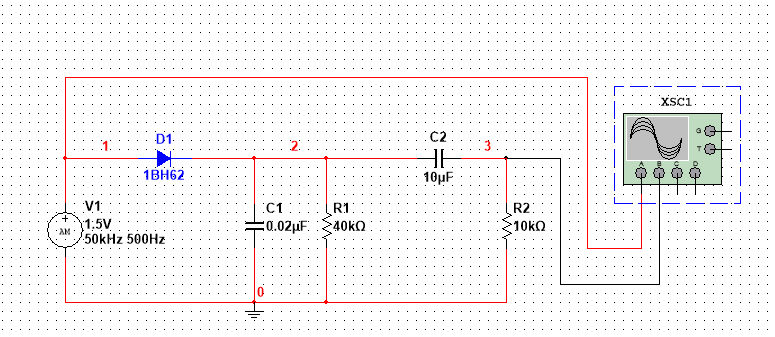 XSC1
G
T
A B C D
1
D1
1BH62
2
C2
10µF
3
V1
AM
1.5V
50kHz 500Hz
C1
0.02µF
R1
40kΩ
R2
10kΩ
0